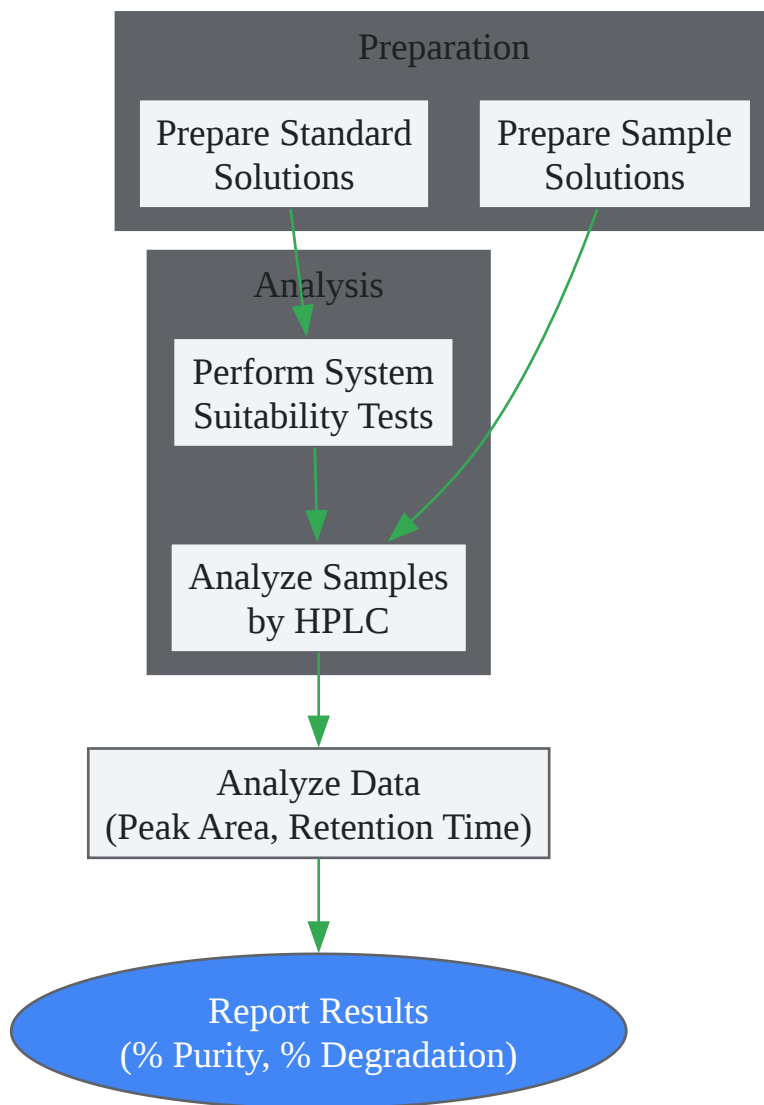 Preparation
Prepare Standard
Solutions
Prepare Sample
Solutions
Analysis
Perform System
Suitability Tests
Analyze Samples
by HPLC
Analyze Data
(Peak Area, Retention Time)
Report Results
(% Purity, % Degradation)